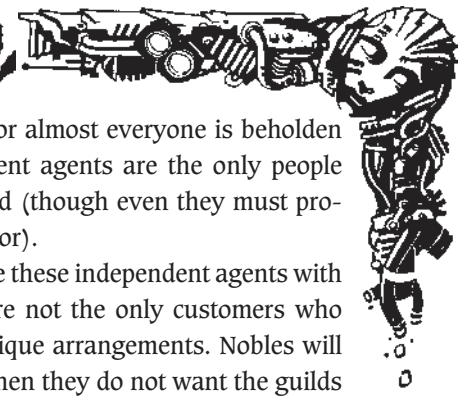 or almost everyone is beholden
ent agents are the only people
d (though even they must pro-
or).
e these independent agents with
re not the only customers who
ique arrangements. Nobles will
hen they do not want the guilds